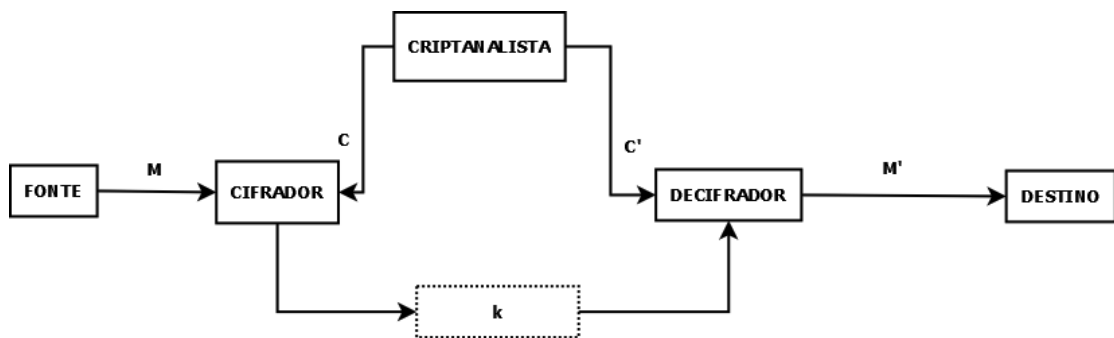 CRIPTANALISTA
C
C'
M
M'
FONTE
CIFRADOR
DECIFRADOR
DESTINO
k